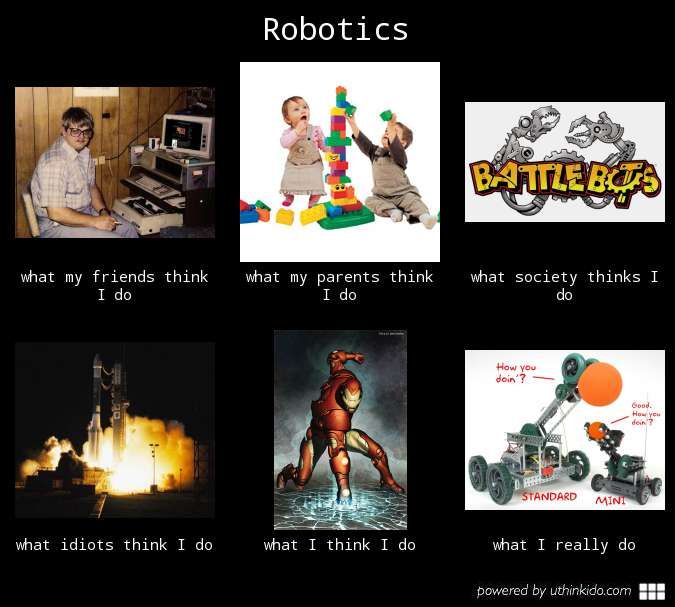 Robotics
BATTLEBOTS
what my friends think
I do
what my parents think
I do
what society thinks I
do
How you
doin'?
Good.
How you
doin'?
STANDARD
MINI
what idiots think I do
what I think I do
what I really do
powered by uthinkido.com